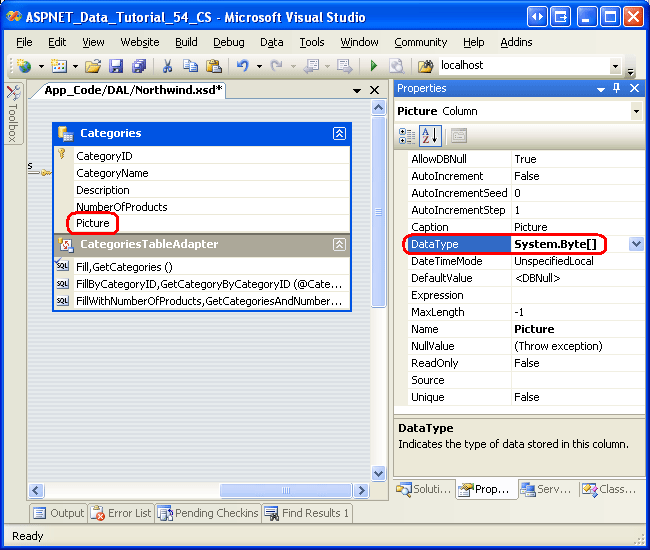 ASPNET_Data_Tutorial_54_CS - Microsoft Visual Studio
File Edit View Website Build Debug Data Tools Window Community Help Addins
localhost
Toolbox
App_Code/DAL/Northwind.xsd*
s
Categories
CategoryID
CategoryName
Description
NumberOfProducts
Picture
CategoriesTableAdapter
SQL Fill,GetCategories ()
SQL FillByCategoryID,GetCategoryByCategoryID (@Cate...
SQL FillWithNumberOfProducts,GetCategoriesAndNumber...
Properties
Picture Column
AllowDBNull True
AutoIncrement False
AutoIncrementSeed 0
AutoIncrementStep 1
Caption Picture
DataType System.Byte[]
DateTimeMode UnspecifiedLocal
DefaultValue <DBNull>
Expression
MaxLength -1
Name Picture
NullValue (Throw exception)
ReadOnly False
Source
Unique False
DataType
Indicates the type of data stored in this column.
Soluti... Prop... Serv... Class...
Output Error List Pending Checkins Find Results 1
Ready